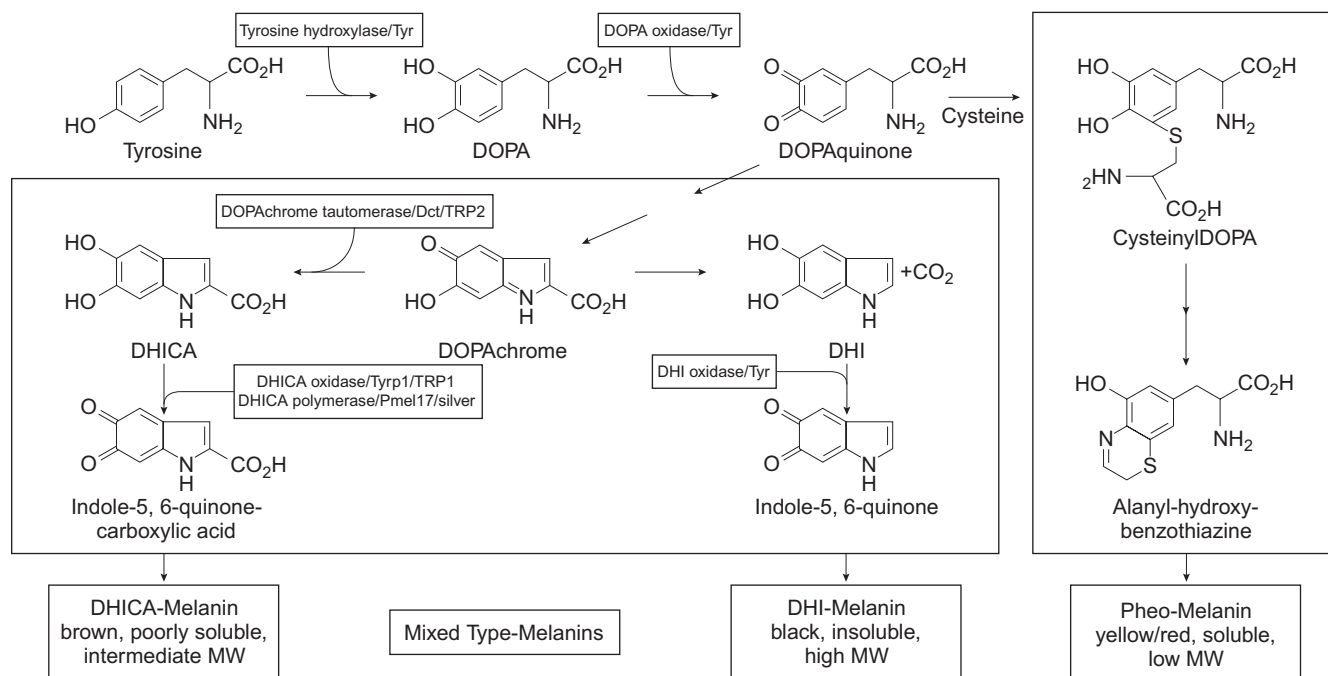 Tyrosine hydroxylase/Tyr
DOPA oxidase/Tyr
CO2H
HO
NH2
Tyrosine
HO
HO
CO2H
NH2
DOPA
O
O
CO2H
NH2
DOPAquinone
Cysteine
HO
HO
CO2H
NH2
S
2HN
CO2H
CysteinylDOPA
DOPAchrome tautomerase/Dct/TRP2
HO
HO
N
H
CO2H
DHICA
O
HO
N
H
CO2H
DOPAchrome
HO
HO
N
H
+CO2
DHI
DHICA oxidase/Tyrp1/TRP1
DHICA polymerase/Pmel17/silver
DHI oxidase/Tyr
O
O
N
H
CO2H
Indole-5, 6-quinone-
carboxylic acid
O
O
N
H
Indole-5, 6-quinone
HO
N
S
CO2H
NH2
Alanyl-hydroxy-
benzothiazine
DHICA-Melanin
brown, poorly soluble,
intermediate MW
Mixed Type-Melanins
DHI-Melanin
black, insoluble,
high MW
Pheo-Melanin
yellow/red, soluble,
low MW